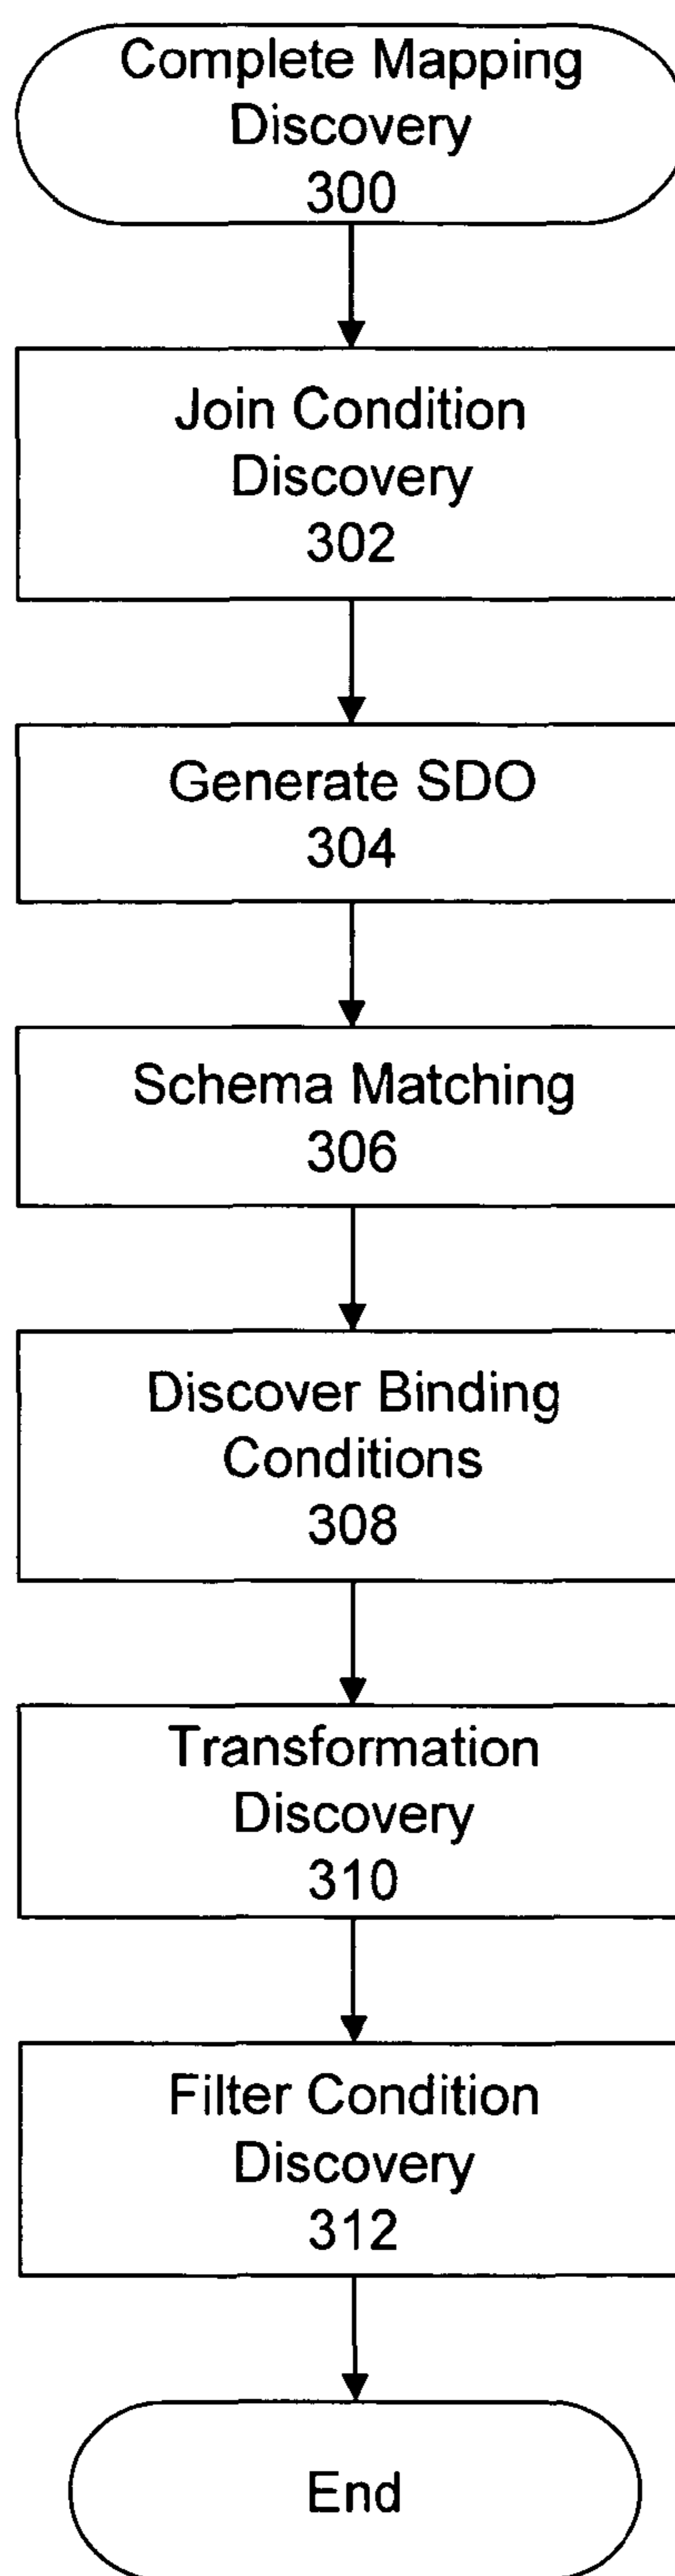 Complete Mapping
Discovery
300
Join Condition
Discovery
302
Generate SDO
304
Schema Matching
306
Discover Binding
Conditions
308
Transformation
Discovery
310
Filter Condition
Discovery
312
End